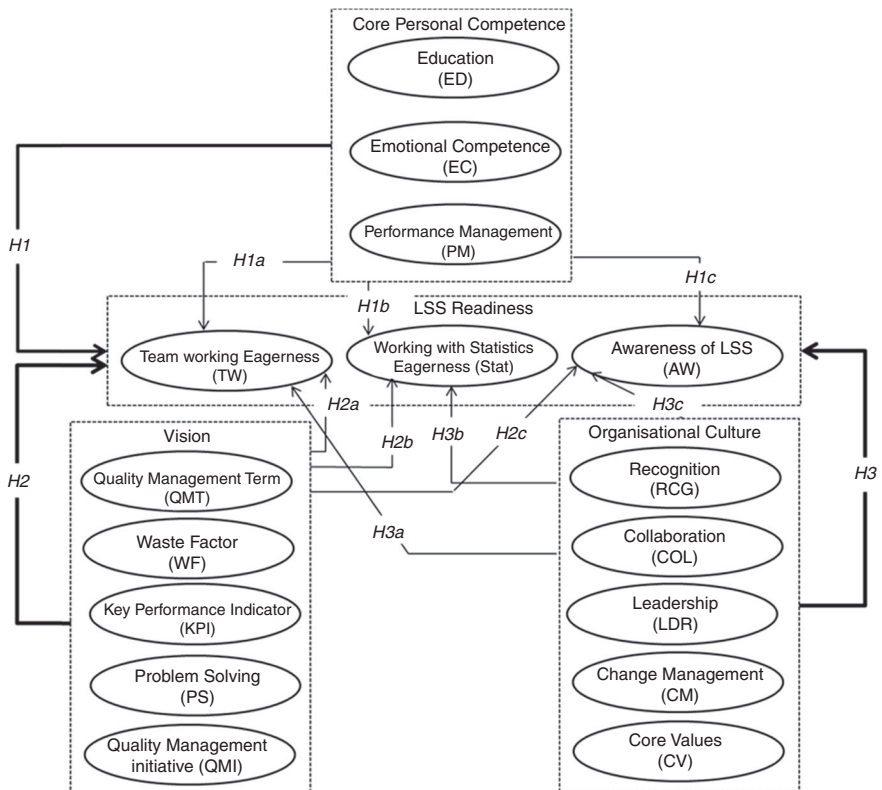 Core Personal Competence
Education
(ED)
Emotional Competence
(EC)
Performance Management
(PM)
H1
H1a
H1b
H1c
LSS Readiness
Team working Eagerness
(TW)
Working with Statistics
Eagerness (Stat)
Awareness of LSS
(AW)
H2a
H2b
H3b
H2c
H3c
H2
H3a
H3
Vision
Quality Management Term
(QMT)
Waste Factor
(WF)
Key Performance Indicator
(KPI)
Problem Solving
(PS)
Quality Management
initiative (QMI)
Organisational Culture
Recognition
(RCG)
Collaboration
(COL)
Leadership
(LDR)
Change Management
(CM)
Core Values
(CV)